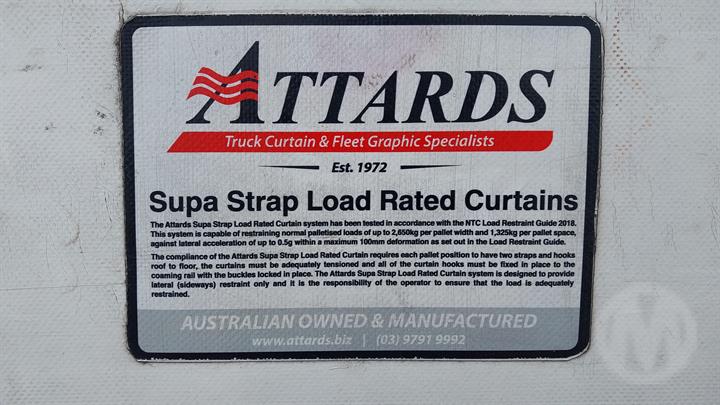 ATTARDS
Truck Curtain & Fleet Graphic Specialists
Est. 1972
Supa Strap Load Rated Curtains
The Attards Supa Strap Load Rated Curtain system has been tested in accordance with the NTC Load Restraint Guide 2018.
This system is capable of restraining normal palletised loads of up to 2,650kg per pallet width and 1,325kg per pallet space,
against lateral acceleration of up to 0.5g within a maximum 100mm deformation as set out in the Load Restraint Guide.
The compliance of the Attards Supa Strap Load Rated Curtain requires each pallet position to have two straps and hooks
roof to floor, the curtains must be adequately tensioned and all of the curtain hooks must be fixed in place to the
coaming rail with the buckles locked in place. The Attards Supa Strap Load Rated Curtain system is designed to provide
lateral (sideways) restraint only and it is the responsibility of the operator to ensure that the load is adequately
restrained.
AUSTRALIAN OWNED & MANUFACTURED
www.attards.biz | (03) 9791 9992